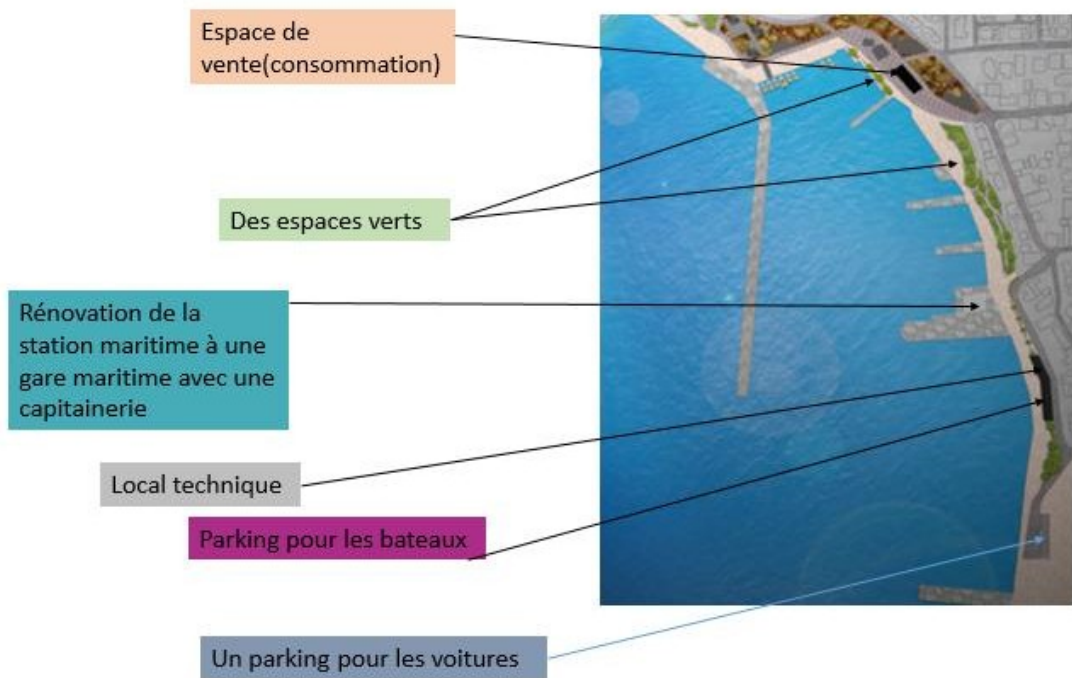 Espace de
vente(consommation)
Des espaces verts
Rénovation de la
station maritime à une
gare maritime avec une
capitainerie
Local technique
Parking pour les bateaux
Un parking pour les voitures